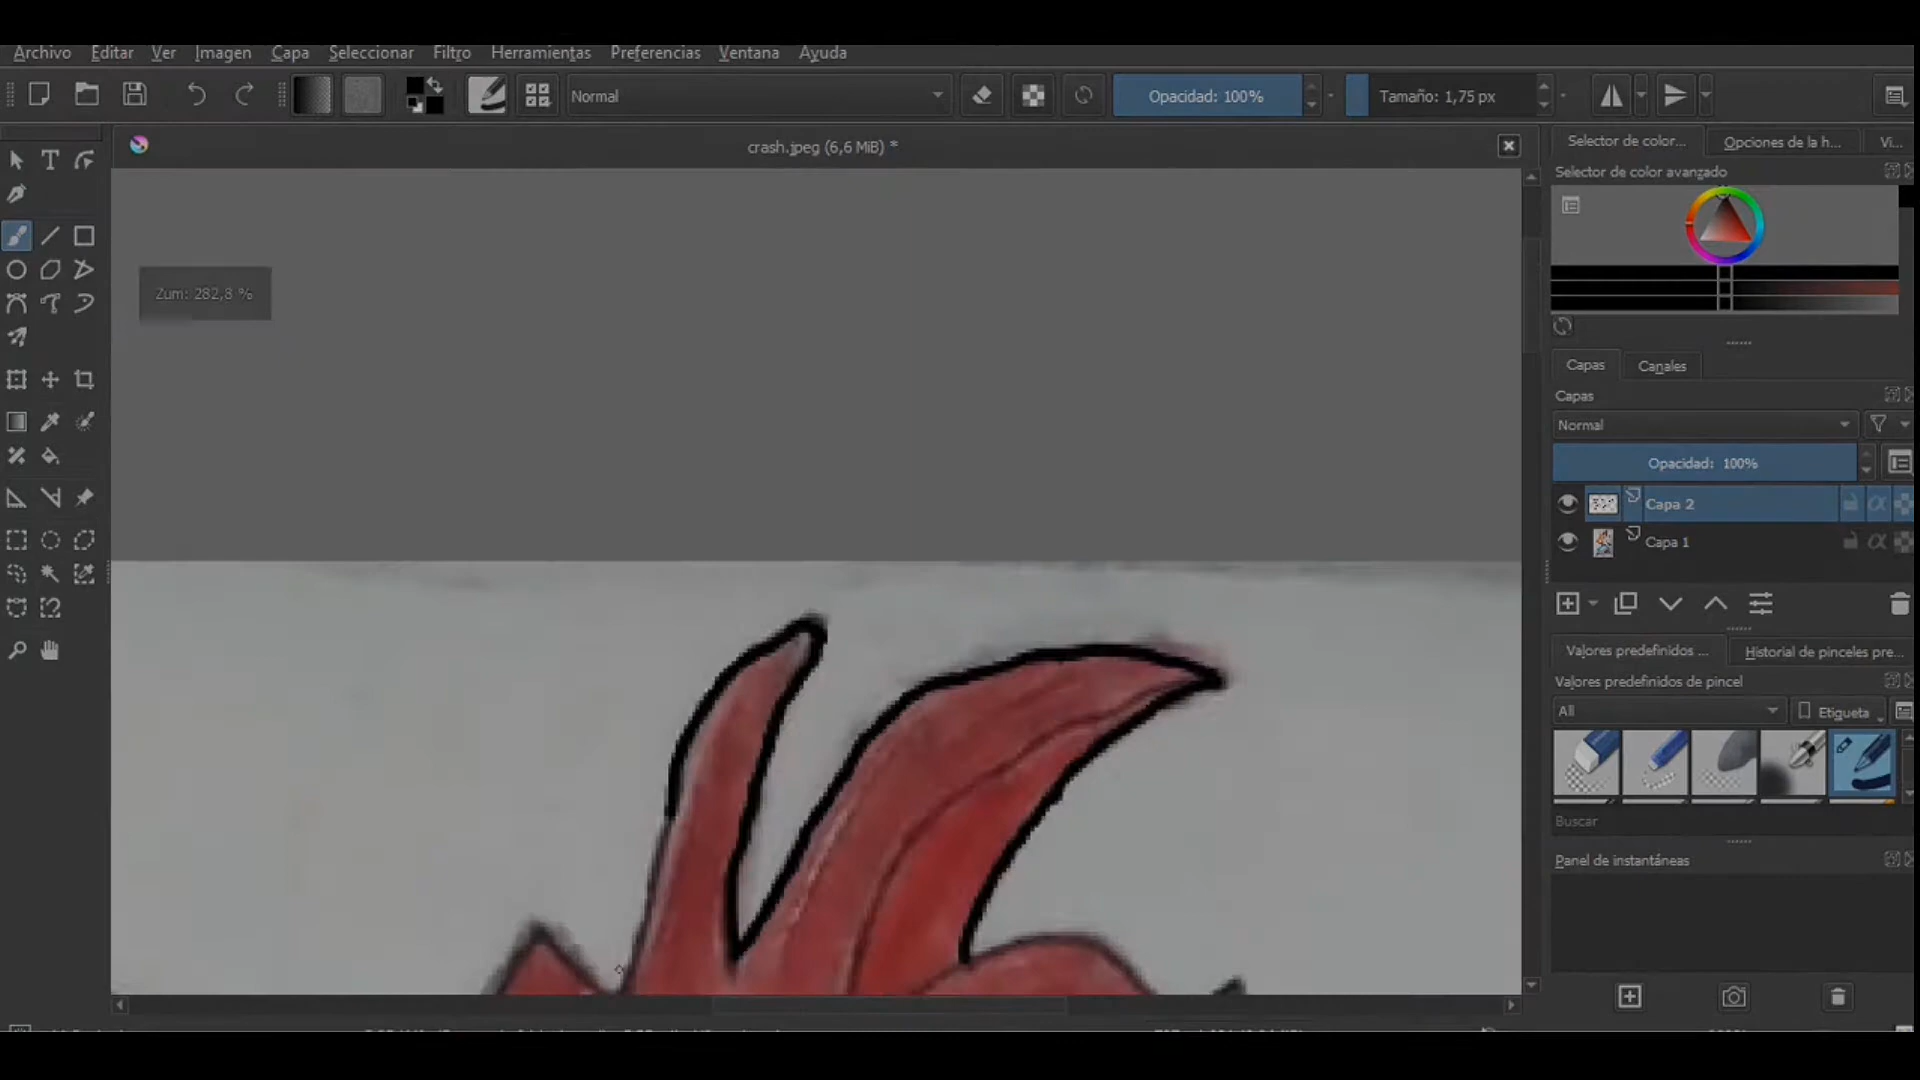 Archivo Editar Ver Imagen Capa Seleccionar Filtro Herramientas Preferencias Ventana Ayuda
Normal Opacidad: 100% Tamaño: 1,75 px
crash.jpeg (6,6 MiB) *
Selector de color... Opciones de la h... Vi...
Selector de color avanzado
Zum: 282,8 %
Capas Canales
Capas
Normal
Opacidad: 100%
Capa 2
Capa 1
Valores predefinidos ... Historial de pinceles pre...
Valores predefinidos de pincel
All Etiqueta
Buscar
Panel de instantáneas